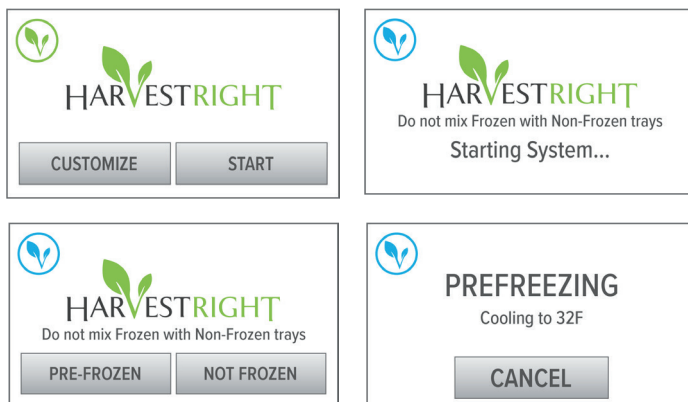 HARVESTRIGHT
CUSTOMIZE
START
HARVESTRIGHT
Do not mix Frozen with Non-Frozen trays
Starting System...
HARVESTRIGHT
Do not mix Frozen with Non-Frozen trays
PRE-FROZEN
NOT FROZEN
PREFREEZING
Cooling to 32F
CANCEL